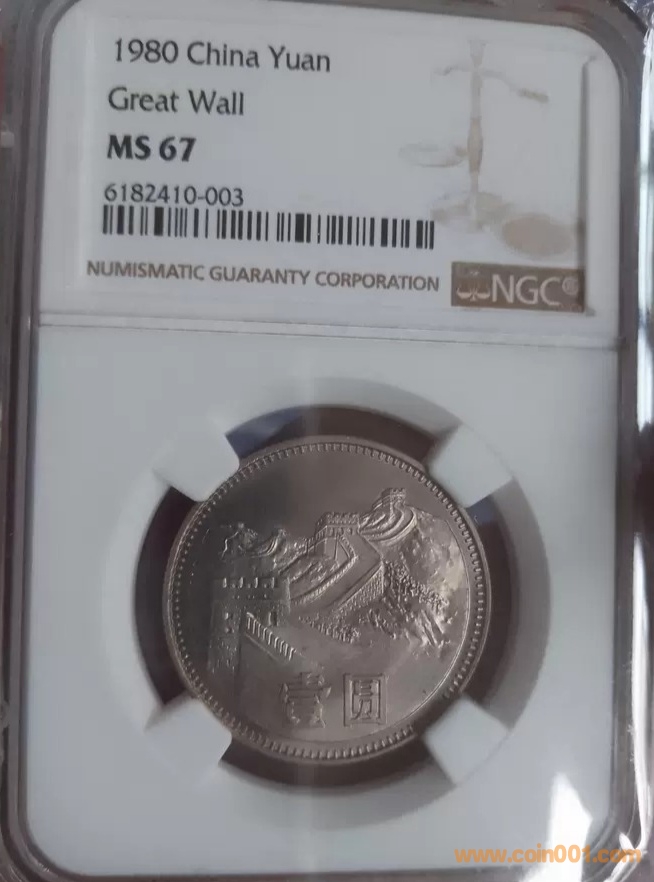 1980 China Yuan
Great Wall
MS 67
6182410-003
NUMISMATIC GUARANTY CORPORATION
NGC®
壹圆
www.coin001.com